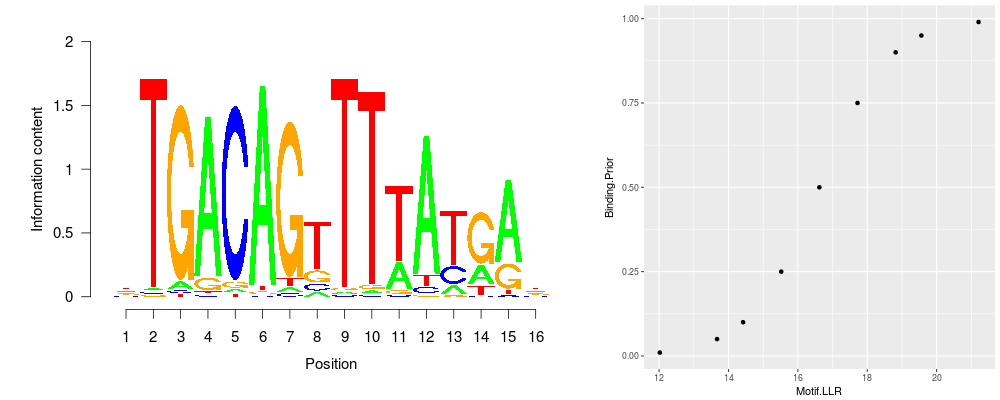 2
1.5
1
0.5
0
Information content
1 2 3 4 5 6 7 8 9 10 11 12 13 14 15 16
Position
T G A C A G T T T T A T G A
1.00
0.75
0.50
0.25
0.00
Binding.Prior
12 14 16 18 20
Motif.LLR